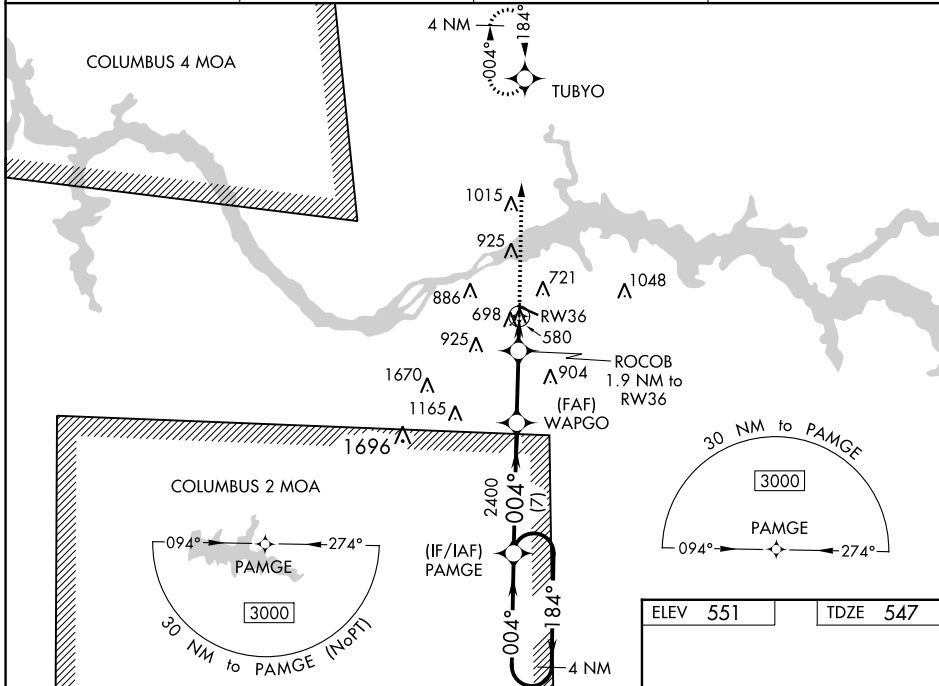 4 NM
184°
004°
TUBYO
COLUMBUS 4 MOA
1015
925
721
1048
886
698
RW36
580
925
ROCOB
1.9 NM to
RW36
904
1670
1165
(FAF)
WAPGO
1696
COLUMBUS 2 MOA
094°
274°
PAMGE
3000
30 NM to PAMGE (NoPT)
2400
004°
(7)
(IF/IAF)
PAMGE
004°
184°
4 NM
30 NM to PAMGE
3000
PAMGE
094°
274°
ELEV 551
TDZE 547